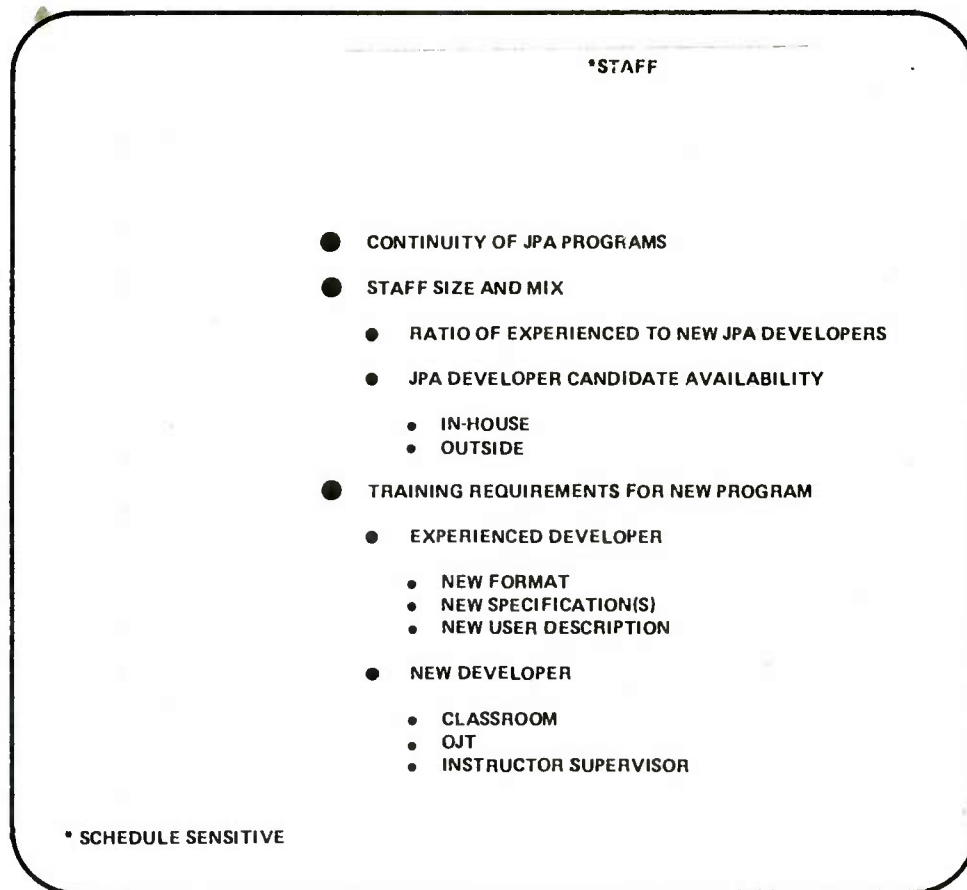 *STAFF
● CONTINUITY OF JPA PROGRAMS
● STAFF SIZE AND MIX
● RATIO OF EXPERIENCED TO NEW JPA DEVELOPERS
● JPA DEVELOPER CANDIDATE AVAILABILITY
● IN-HOUSE
● OUTSIDE
● TRAINING REQUIREMENTS FOR NEW PROGRAM
● EXPERIENCED DEVELOPER
● NEW FORMAT
● NEW SPECIFICATION(S)
● NEW USER DESCRIPTION
● NEW DEVELOPER
● CLASSROOM
● OJT
● INSTRUCTOR SUPERVISOR
* SCHEDULE SENSITIVE